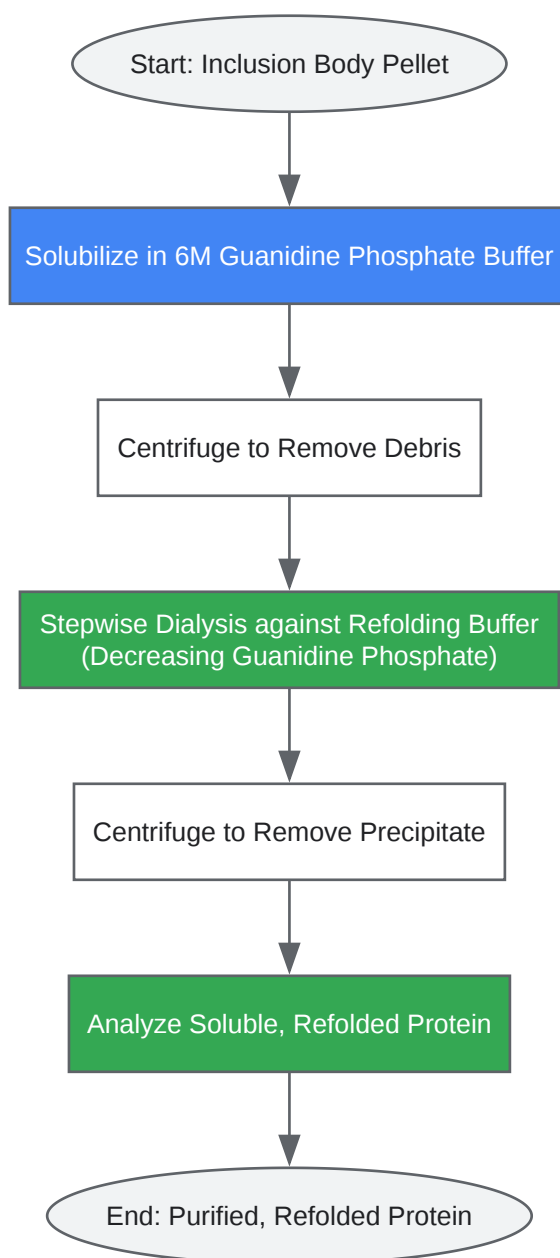 Start: Inclusion Body Pellet
Solubilize in 6M Guanidine Phosphate Buffer
Centrifuge to Remove Debris
Stepwise Dialysis against Refolding Buffer
(Decreasing Guanidine Phosphate)
Centrifuge to Remove Precipitate
Analyze Soluble, Refolded Protein
End: Purified, Refolded Protein